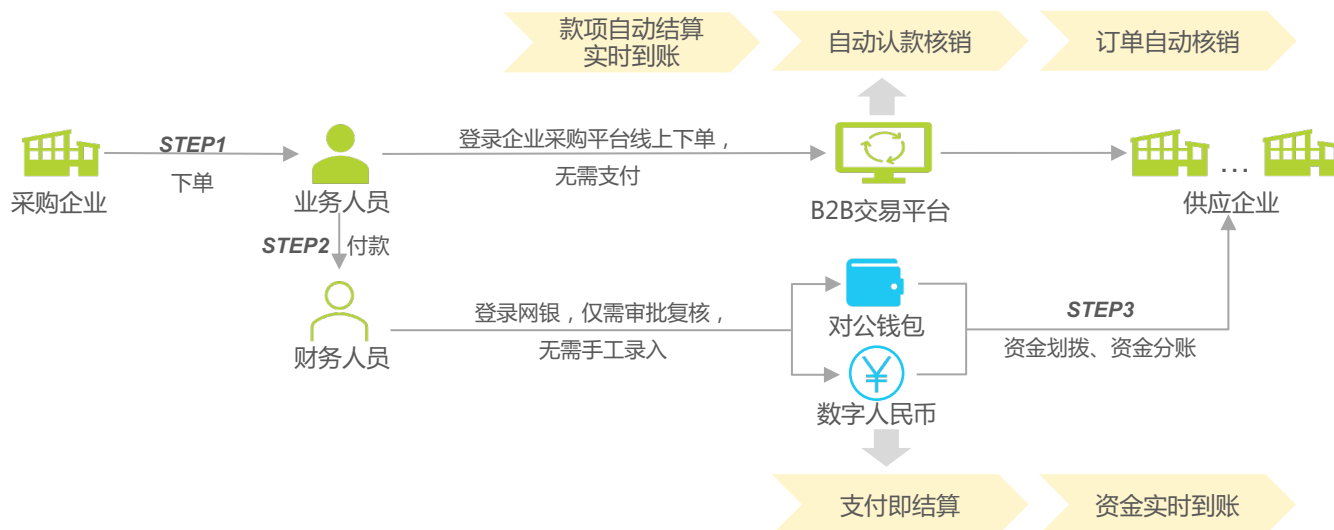 款项自动结算
实时到账
自动认款核销
订单自动核销
STEP1
下单
登录企业采购平台线上下单，
无需支付
...
采购企业
业务人员
B2B交易平台
供应企业
STEP2 付款
登录网银，仅需审批复核，
无需手工录入
对公钱包
STEP3
资金划拨、资金分账
财务人员
¥
数字人民币
支付即结算
资金实时到账